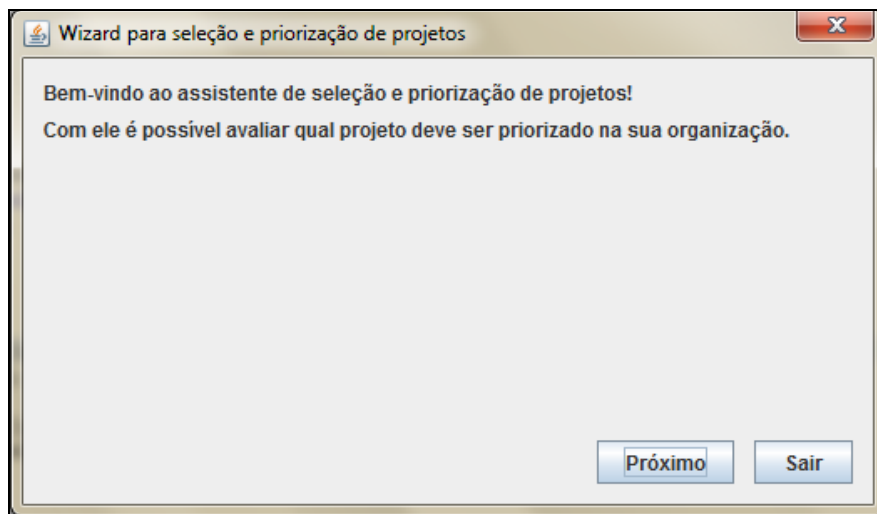 Wizard para seleção e priorização de projetos
Bem-vindo ao assistente de seleção e priorização de projetos!
Com ele é possível avaliar qual projeto deve ser priorizado na sua organização.
Próximo Sair